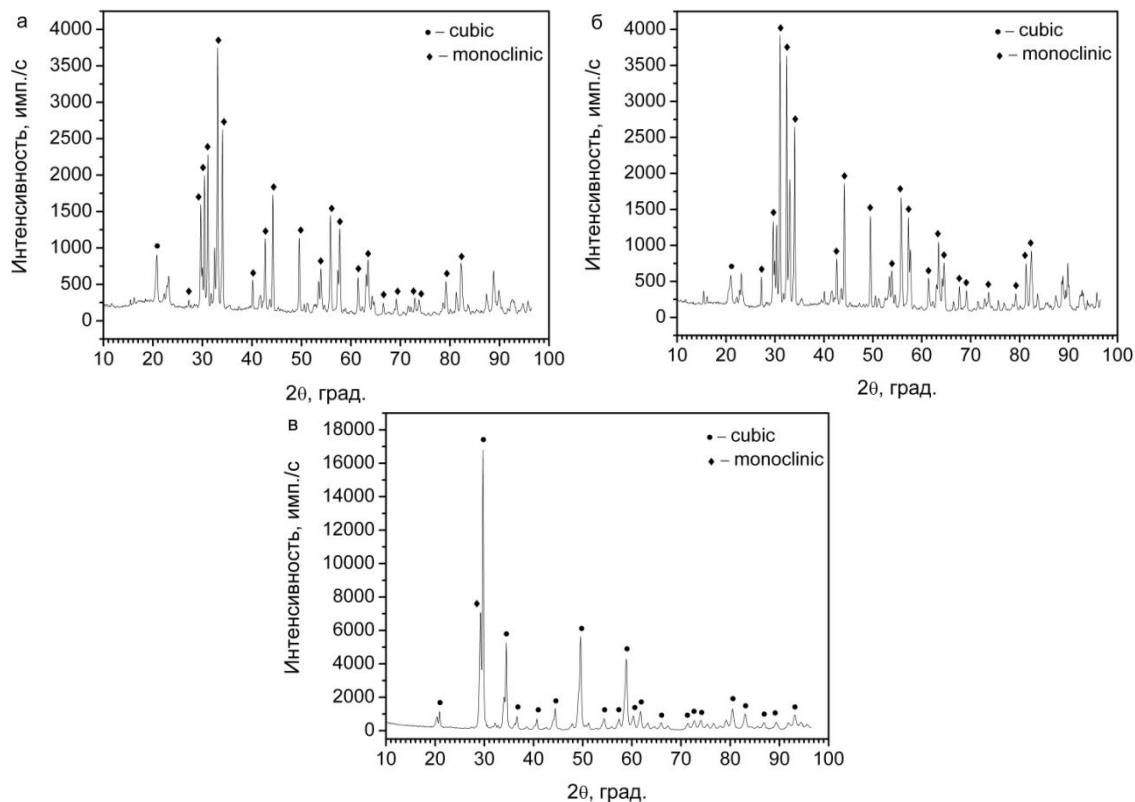 а
● – cubic
♦ – monoclinic
Интенсивность, имп./с
4000
3500
3000
2500
2000
1500
1000
500
0
10 20 30 40 50 60 70 80 90 100
2θ, град.
б
● – cubic
♦ – monoclinic
Интенсивность, имп./с
4000
3500
3000
2500
2000
1500
1000
500
0
10 20 30 40 50 60 70 80 90 100
2θ, град.
в
● – cubic
♦ – monoclinic
Интенсивность, имп./с
18000
16000
14000
12000
10000
8000
6000
4000
2000
0
10 20 30 40 50 60 70 80 90 100
2θ, град.